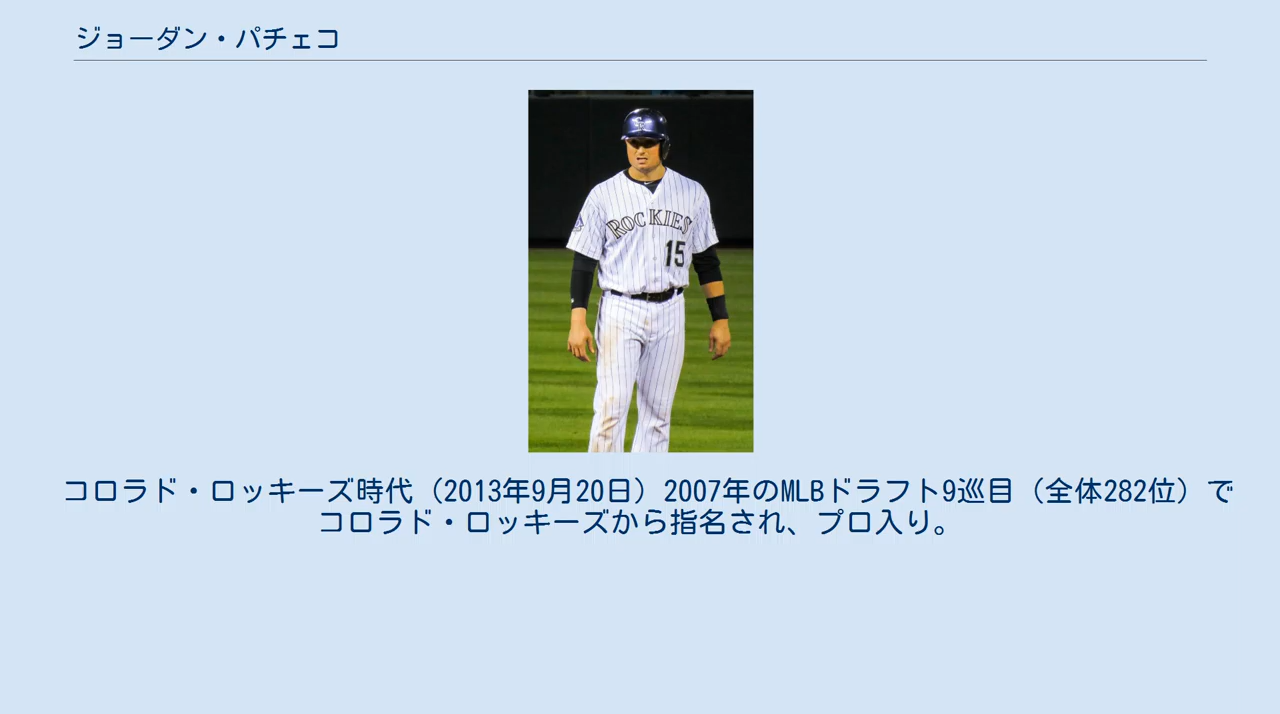 ジョーダン・パチェコ
ROCKIES
15
コロラド・ロッキーズ時代（2013年9月20日）2007年のMLBドラフト9巡目（全体282位）で
コロラド・ロッキーズから指名され、プロ入り。